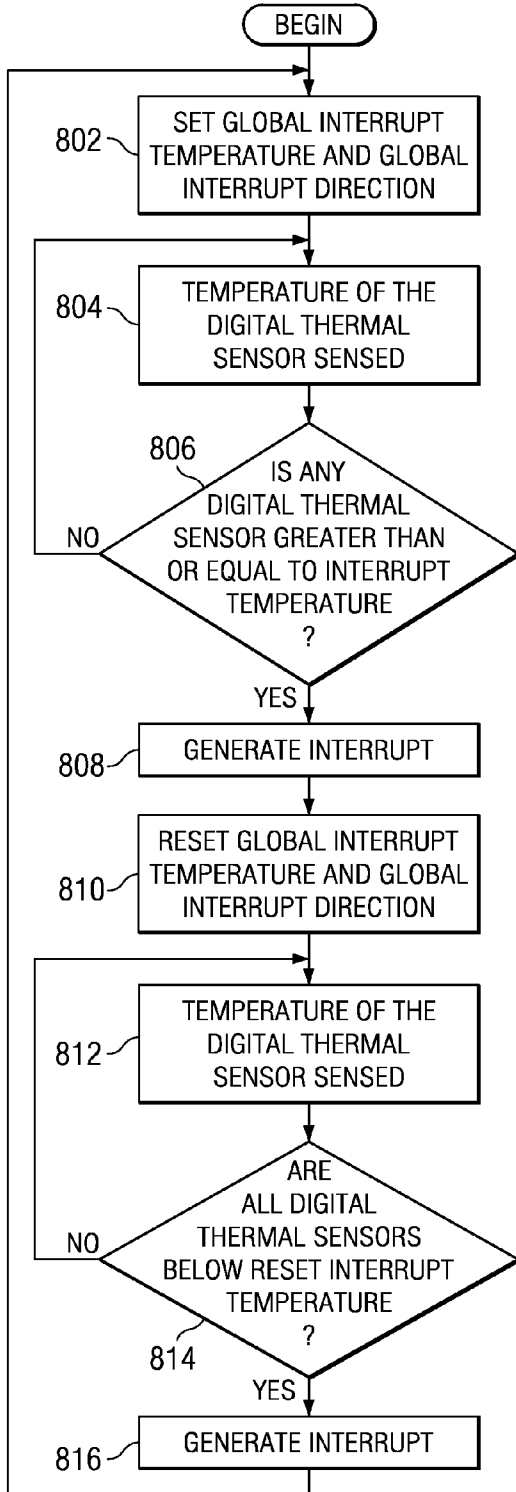 BEGIN
802
SET GLOBAL INTERRUPT
TEMPERATURE AND GLOBAL
INTERRUPT DIRECTION
804
TEMPERATURE OF THE
DIGITAL THERMAL
SENSOR SENSED
806
IS ANY
DIGITAL THERMAL
SENSOR GREATER THAN
OR EQUAL TO INTERRUPT
TEMPERATURE
?
NO
YES
808
GENERATE INTERRUPT
810
RESET GLOBAL INTERRUPT
TEMPERATURE AND GLOBAL
INTERRUPT DIRECTION
812
TEMPERATURE OF THE
DIGITAL THERMAL
SENSOR SENSED
ARE
ALL DIGITAL
THERMAL SENSORS
BELOW RESET INTERRUPT
TEMPERATURE
?
NO
814
YES
816
GENERATE INTERRUPT